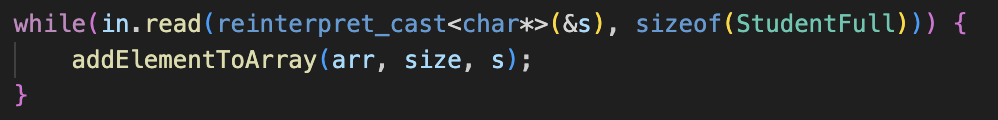 while(in.read(reinterpret_cast<char*>(&s), sizeof(StudentFull))) {
    addElementToArray(arr, size, s);
}